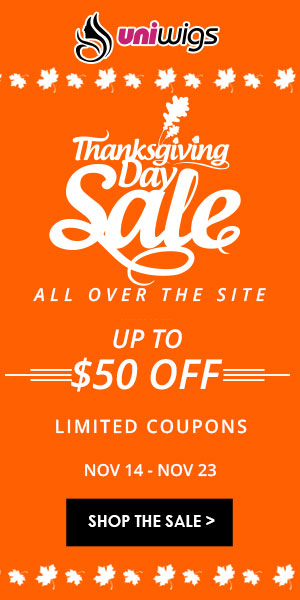 uniwigs
Thanksgiving
Day
Sale
ALL OVER THE SITE
UP TO
$50 OFF
LIMITED COUPONS
NOV 14 - NOV 23
SHOP THE SALE >